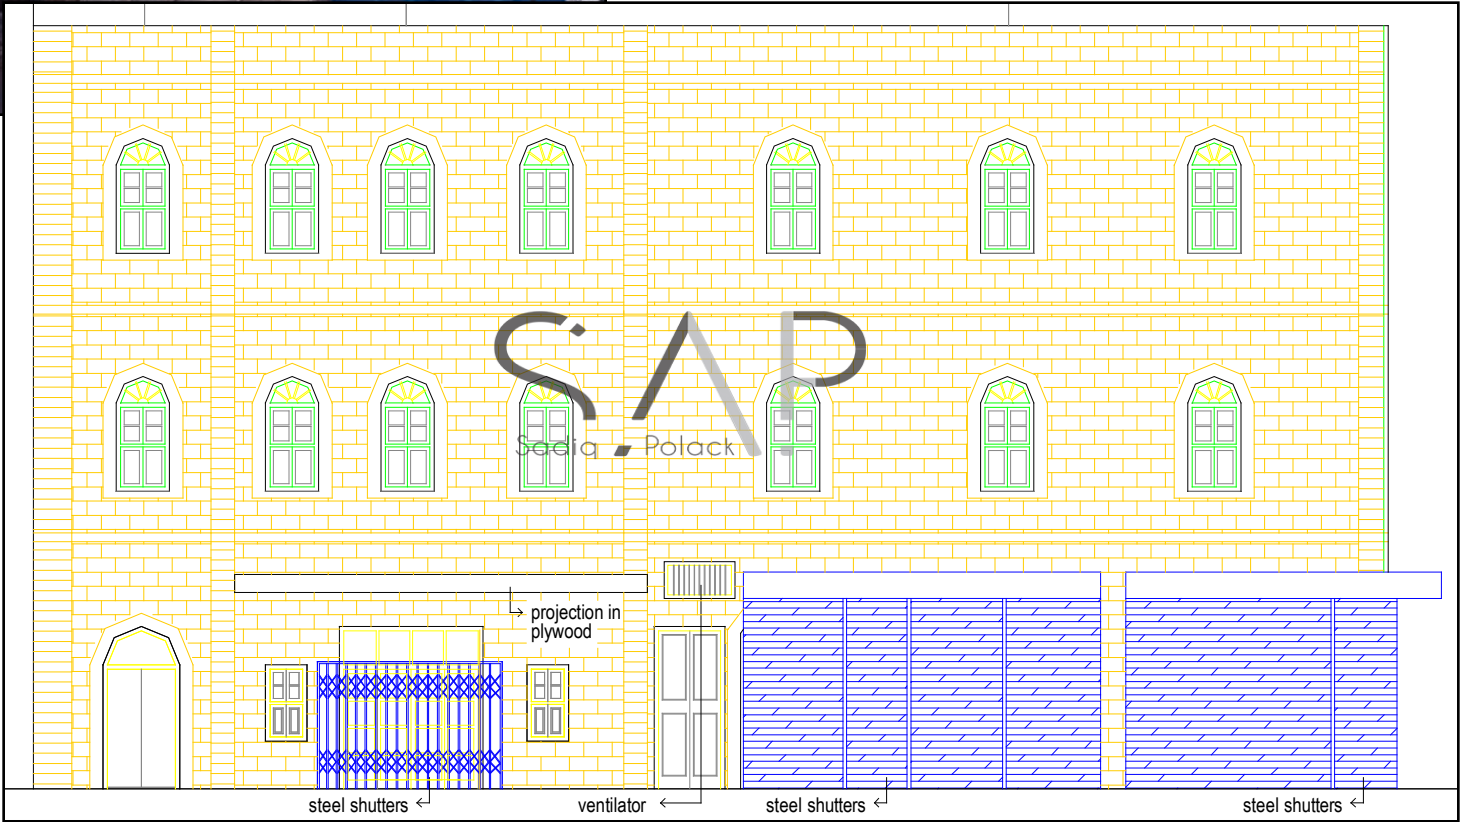 SAP
Sadiq Polack
projection in
plywood
steel shutters
ventilator
steel shutters
steel shutters